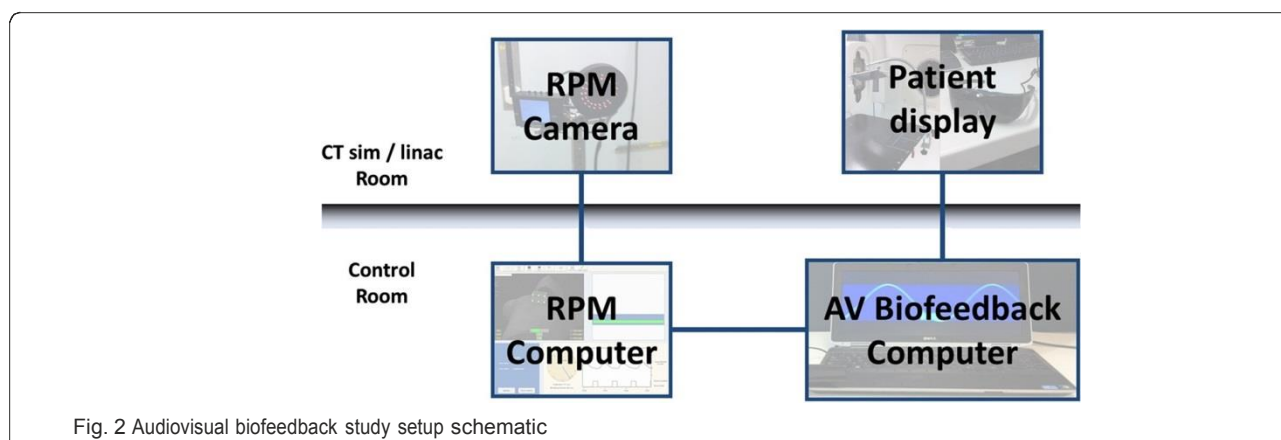 RPM
Camera
Patient
display
CT sim / linac
Room
Control
Room
RPM
Computer
AV Biofeedback
Computer
Fig. 2 Audiovisual biofeedback study setup schematic